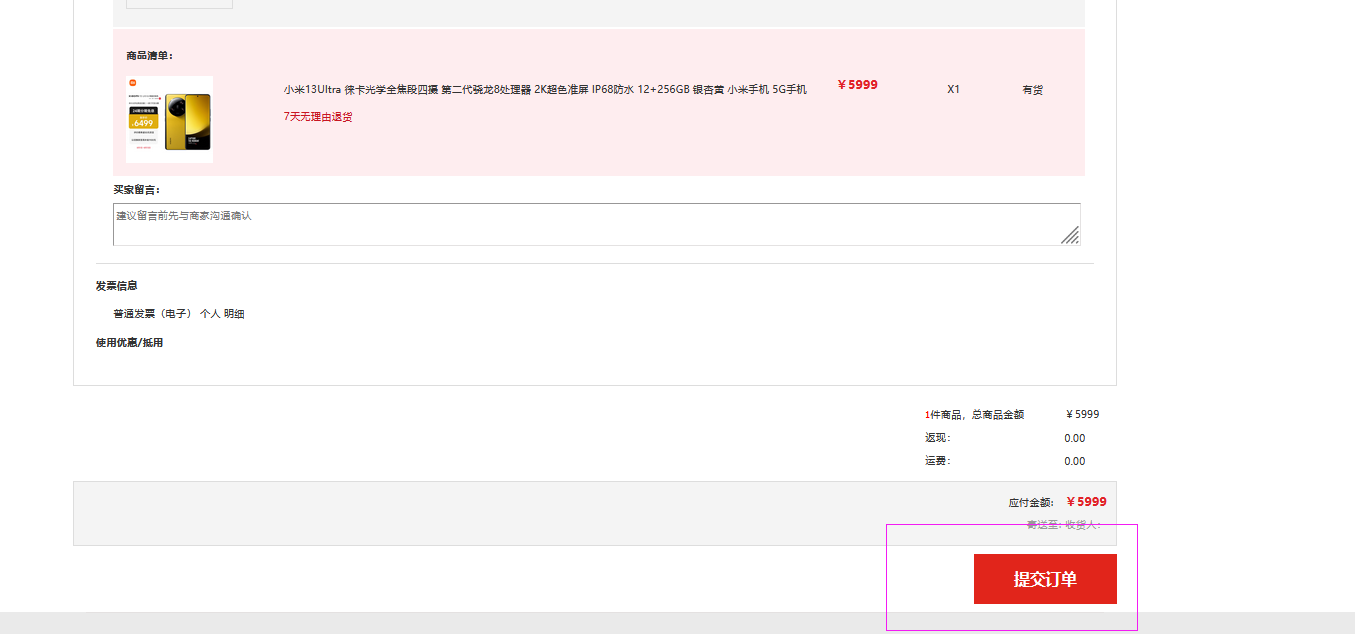 商品清单：
小米13Ultra 徕卡光学全焦段四摄 第二代骁龙8处理器 2K超色准屏 IP68防水 12+256GB 银杏黄 小米手机 5G手机
￥5999
X1
有货
7天无理由退货
6499
买家留言：
建议留言前先与商家沟通确认
发票信息
普通发票（电子） 个人 明细
使用优惠/抵用
1件商品，总商品金额 ￥5999
返现： 0.00
运费： 0.00
应付金额： ￥5999
寄送至：收货人：
提交订单